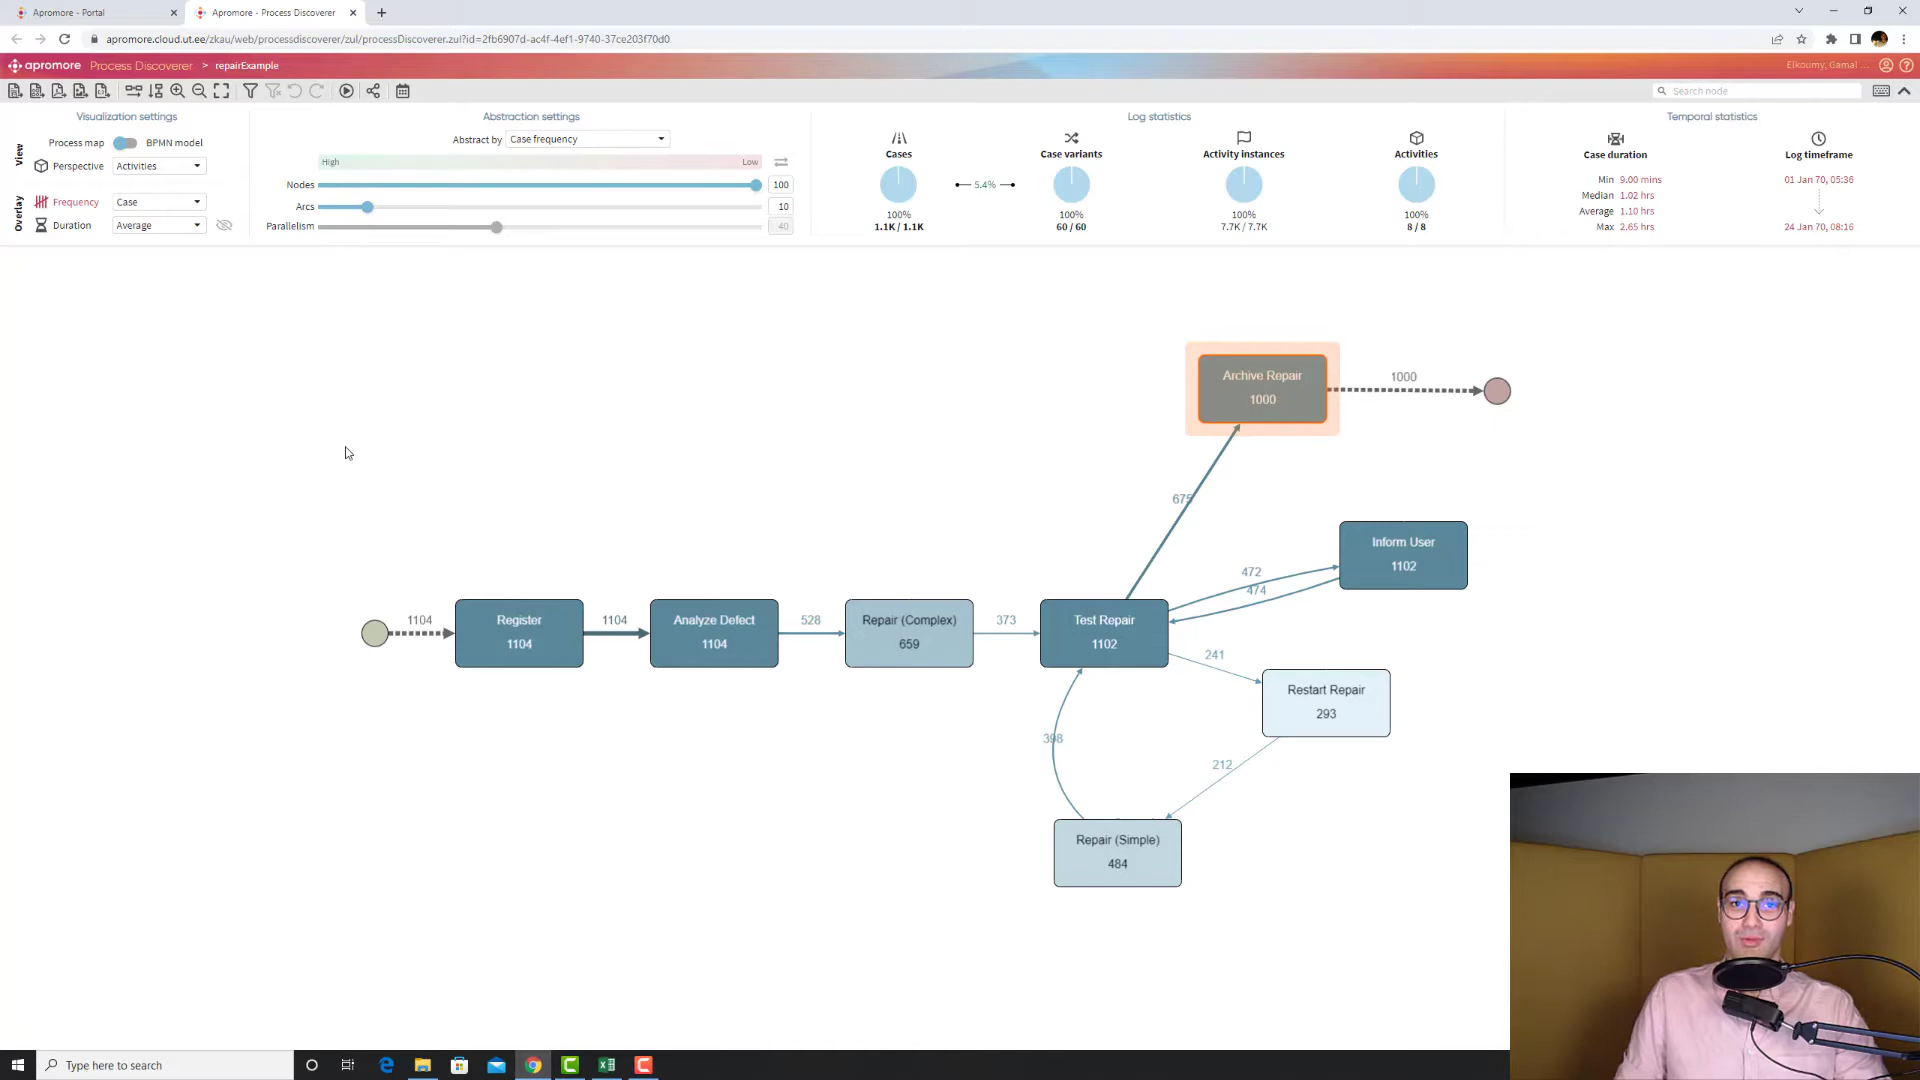 Apromore - Portal
Apromore - Process Discoverer
apromore.cloud.ut.ee/zkau/web/processdiscoverer/zul/processDiscoverer.zul?id=2fb6907d-ac4f-4ef1-9740-37ce203f70d0
apromore Process Discoverer > repairExample
Elkoumy, Gamal ...
Search node
Visualization settings
Abstraction settings
Log statistics
Temporal statistics
View
Process map BPMN model
Perspective Activities
Overlay
Frequency Case
Duration Average
Abstract by Case frequency
High Low
Nodes 100
Arcs 10
Parallelism 40
Cases
100%
1.1K / 1.1K
5.4%
Case variants
100%
60 / 60
Activity instances
100%
7.7K / 7.7K
Activities
100%
8 / 8
Case duration
Min 9.00 mins
Median 1.02 hrs
Average 1.10 hrs
Max 2.65 hrs
Log timeframe
01 Jan 70, 05:36
24 Jan 70, 08:16
Archive Repair
1000
1000
675
Inform User
1102
472
474
1104
Register
1104
1104
Analyze Defect
1104
528
Repair (Complex)
659
373
Test Repair
1102
241
Restart Repair
293
398
212
Repair (Simple)
484
Type here to search